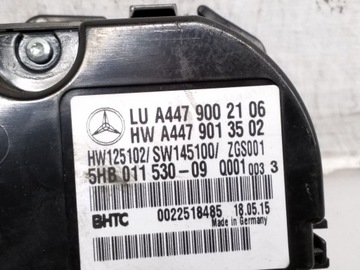 LU A447 900 21 06
HW A447 901 35 02
HW125102/ SW145100/ ZGS001
5HB 011 530-09 Q001 003 3
BHTC 0022518485 18.05.15
Made in Germany